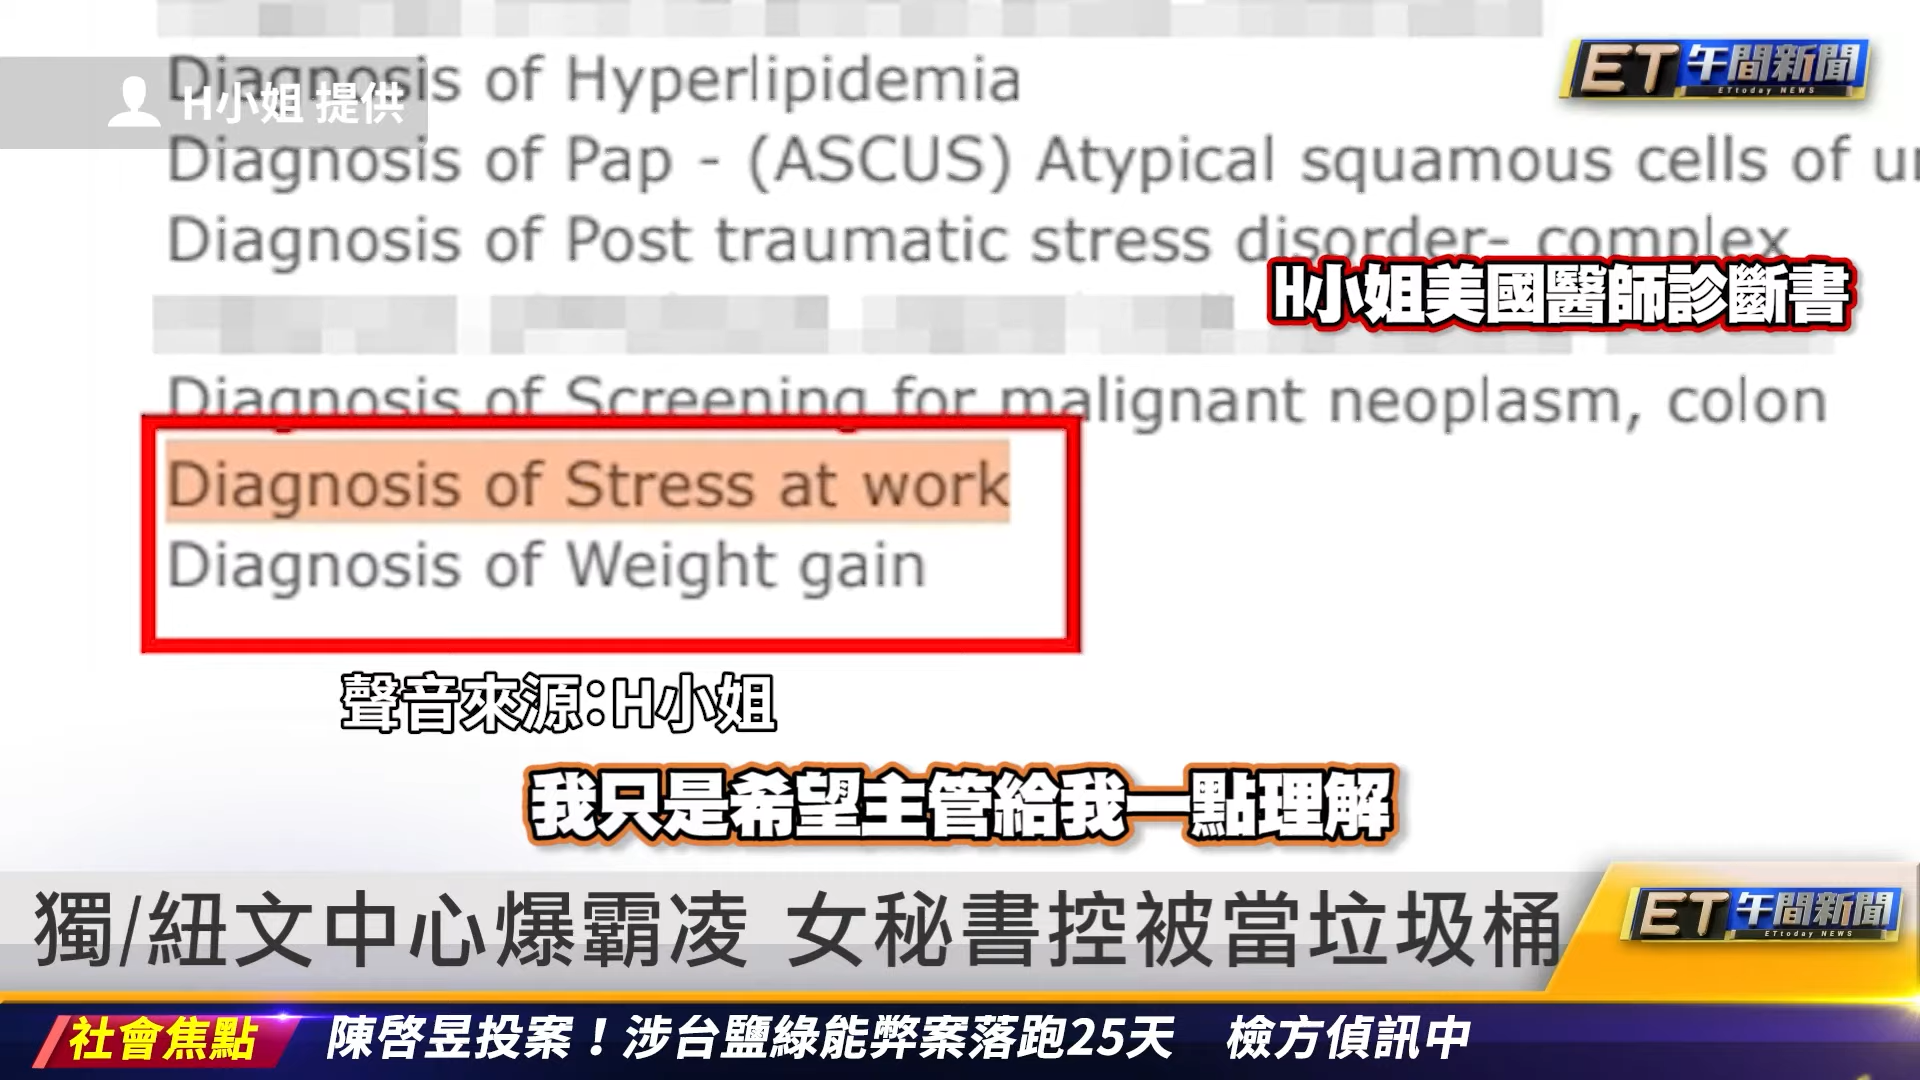 Diagnosis of Hyperlipidemia
H小姐 提供
ET午間新聞
ETtoday NEWS
Diagnosis of Pap - (ASCUS) Atypical squamous cells of
Diagnosis of Post traumatic stress disorder- complex
H小姐美國醫師診斷書
Diagnosis of Screening for malignant neoplasm, colon
Diagnosis of Stress at work
Diagnosis of Weight gain
聲音來源:H小姐
我只是希望主管給我一點理解
獨/紐文中心爆霸凌 女秘書控被當垃圾桶
ET午間新聞
ETtoday NEWS
社會焦點
陳啓昱投案！涉台鹽綠能弊案落跑25天 檢方偵訊中